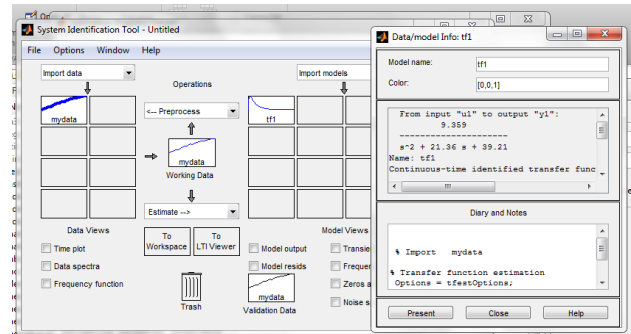 System Identification Tool - Untitled
File Options Window Help
Import data
Operations
Import models
<-- Preprocess
mydata
tf1
mydata
Working Data
Estimate -->
Data Views
To Workspace
To LTI Viewer
Model Views
Time plot
Data spectra
Frequency function
Model output
Model resids
Transie
Frequer
Zeros a
Noise s
Trash
mydata
Validation Data
Data/model Info: tf1
Model name:
tf1
Color:
[0,0,1]
From input "u1" to output "y1":
9.359
----------------------
s^2 + 21.36 s + 39.21
Name: tf1
Continuous-time identified transfer func
Diary and Notes
% Import mydata
% Transfer function estimation
Options = tfestOptions;
Present
Close
Help